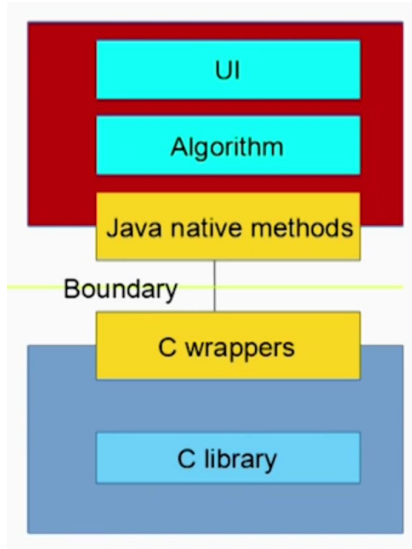 UI
Algorithm
Java native methods
Boundary
C wrappers
C library